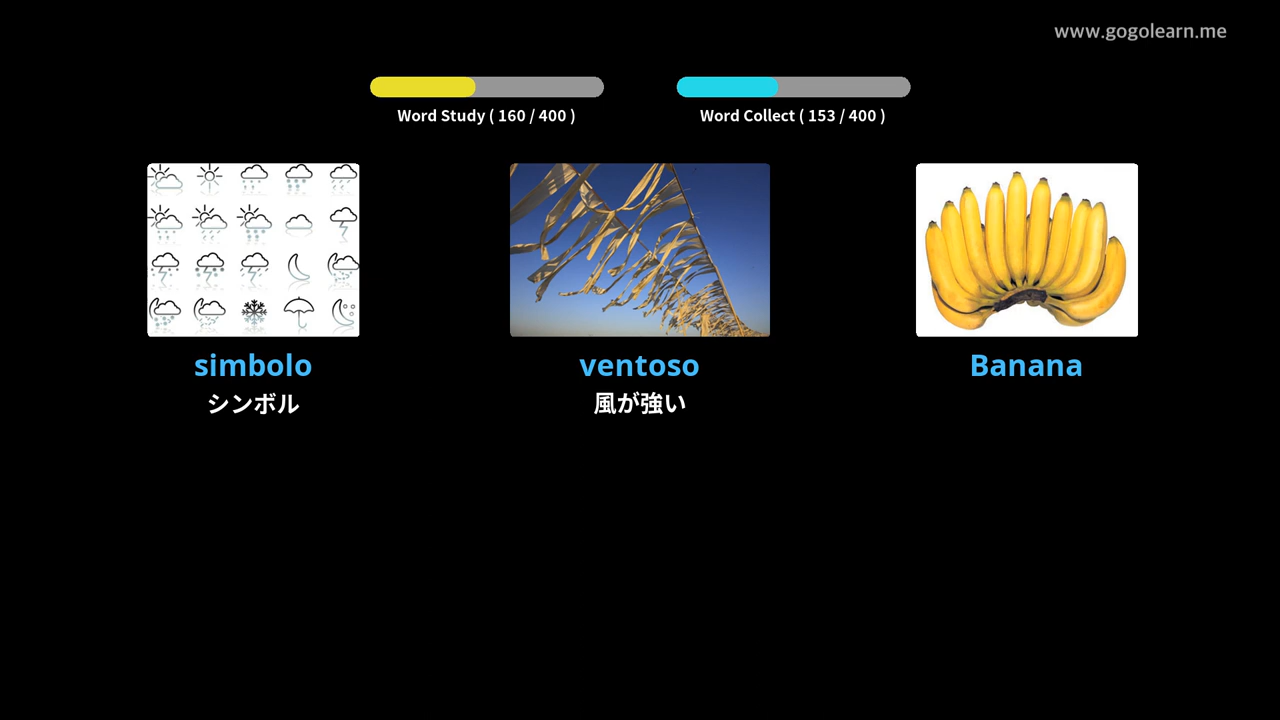 www.gogolearn.me
Word Study ( 160 / 400 )
Word Collect ( 153 / 400 )
simbolo
ventoso
Banana
シンボル
風が強い